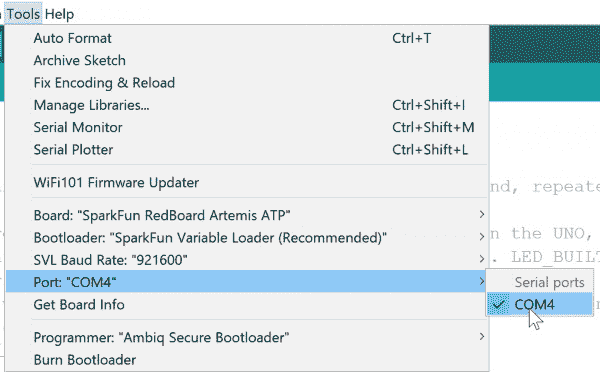 Tools Help
Auto Format Ctrl+T
Archive Sketch
Fix Encoding & Reload
Manage Libraries... Ctrl+Shift+I
Serial Monitor Ctrl+Shift+M
Serial Plotter Ctrl+Shift+L
WiFi101 Firmware Updater
nd, repeate
Board: "SparkFun RedBoard Artemis ATP"
Bootloader: "SparkFun Variable Loader (Recommended)"
n the UNO,
SVL Baud Rate: "921600"
. LED_BUILT
Port: "COM4"
Serial ports
Get Board Info
COM4
Programmer: "Ambiq Secure Bootloader"
Burn Bootloader